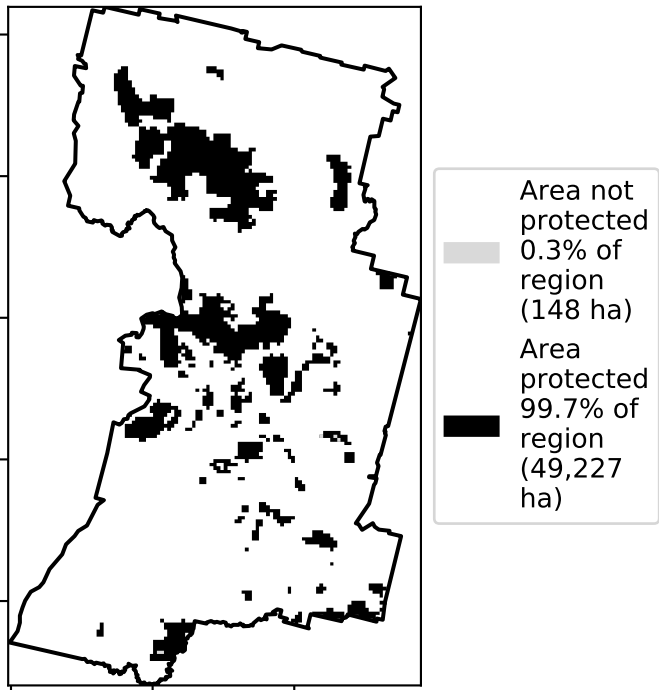 Area not
protected
0.3% of
region
(148 ha)
Area
protected
99.7% of
region
(49,227
ha)